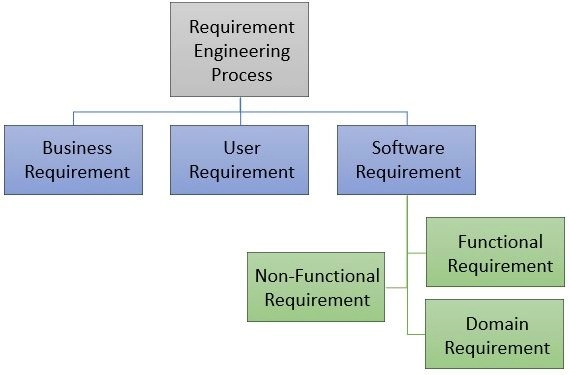 Requirement
Engineering
Process
Business
Requirement
User
Requirement
Software
Requirement
Functional
Requirement
Non-Functional
Requirement
Domain
Requirement